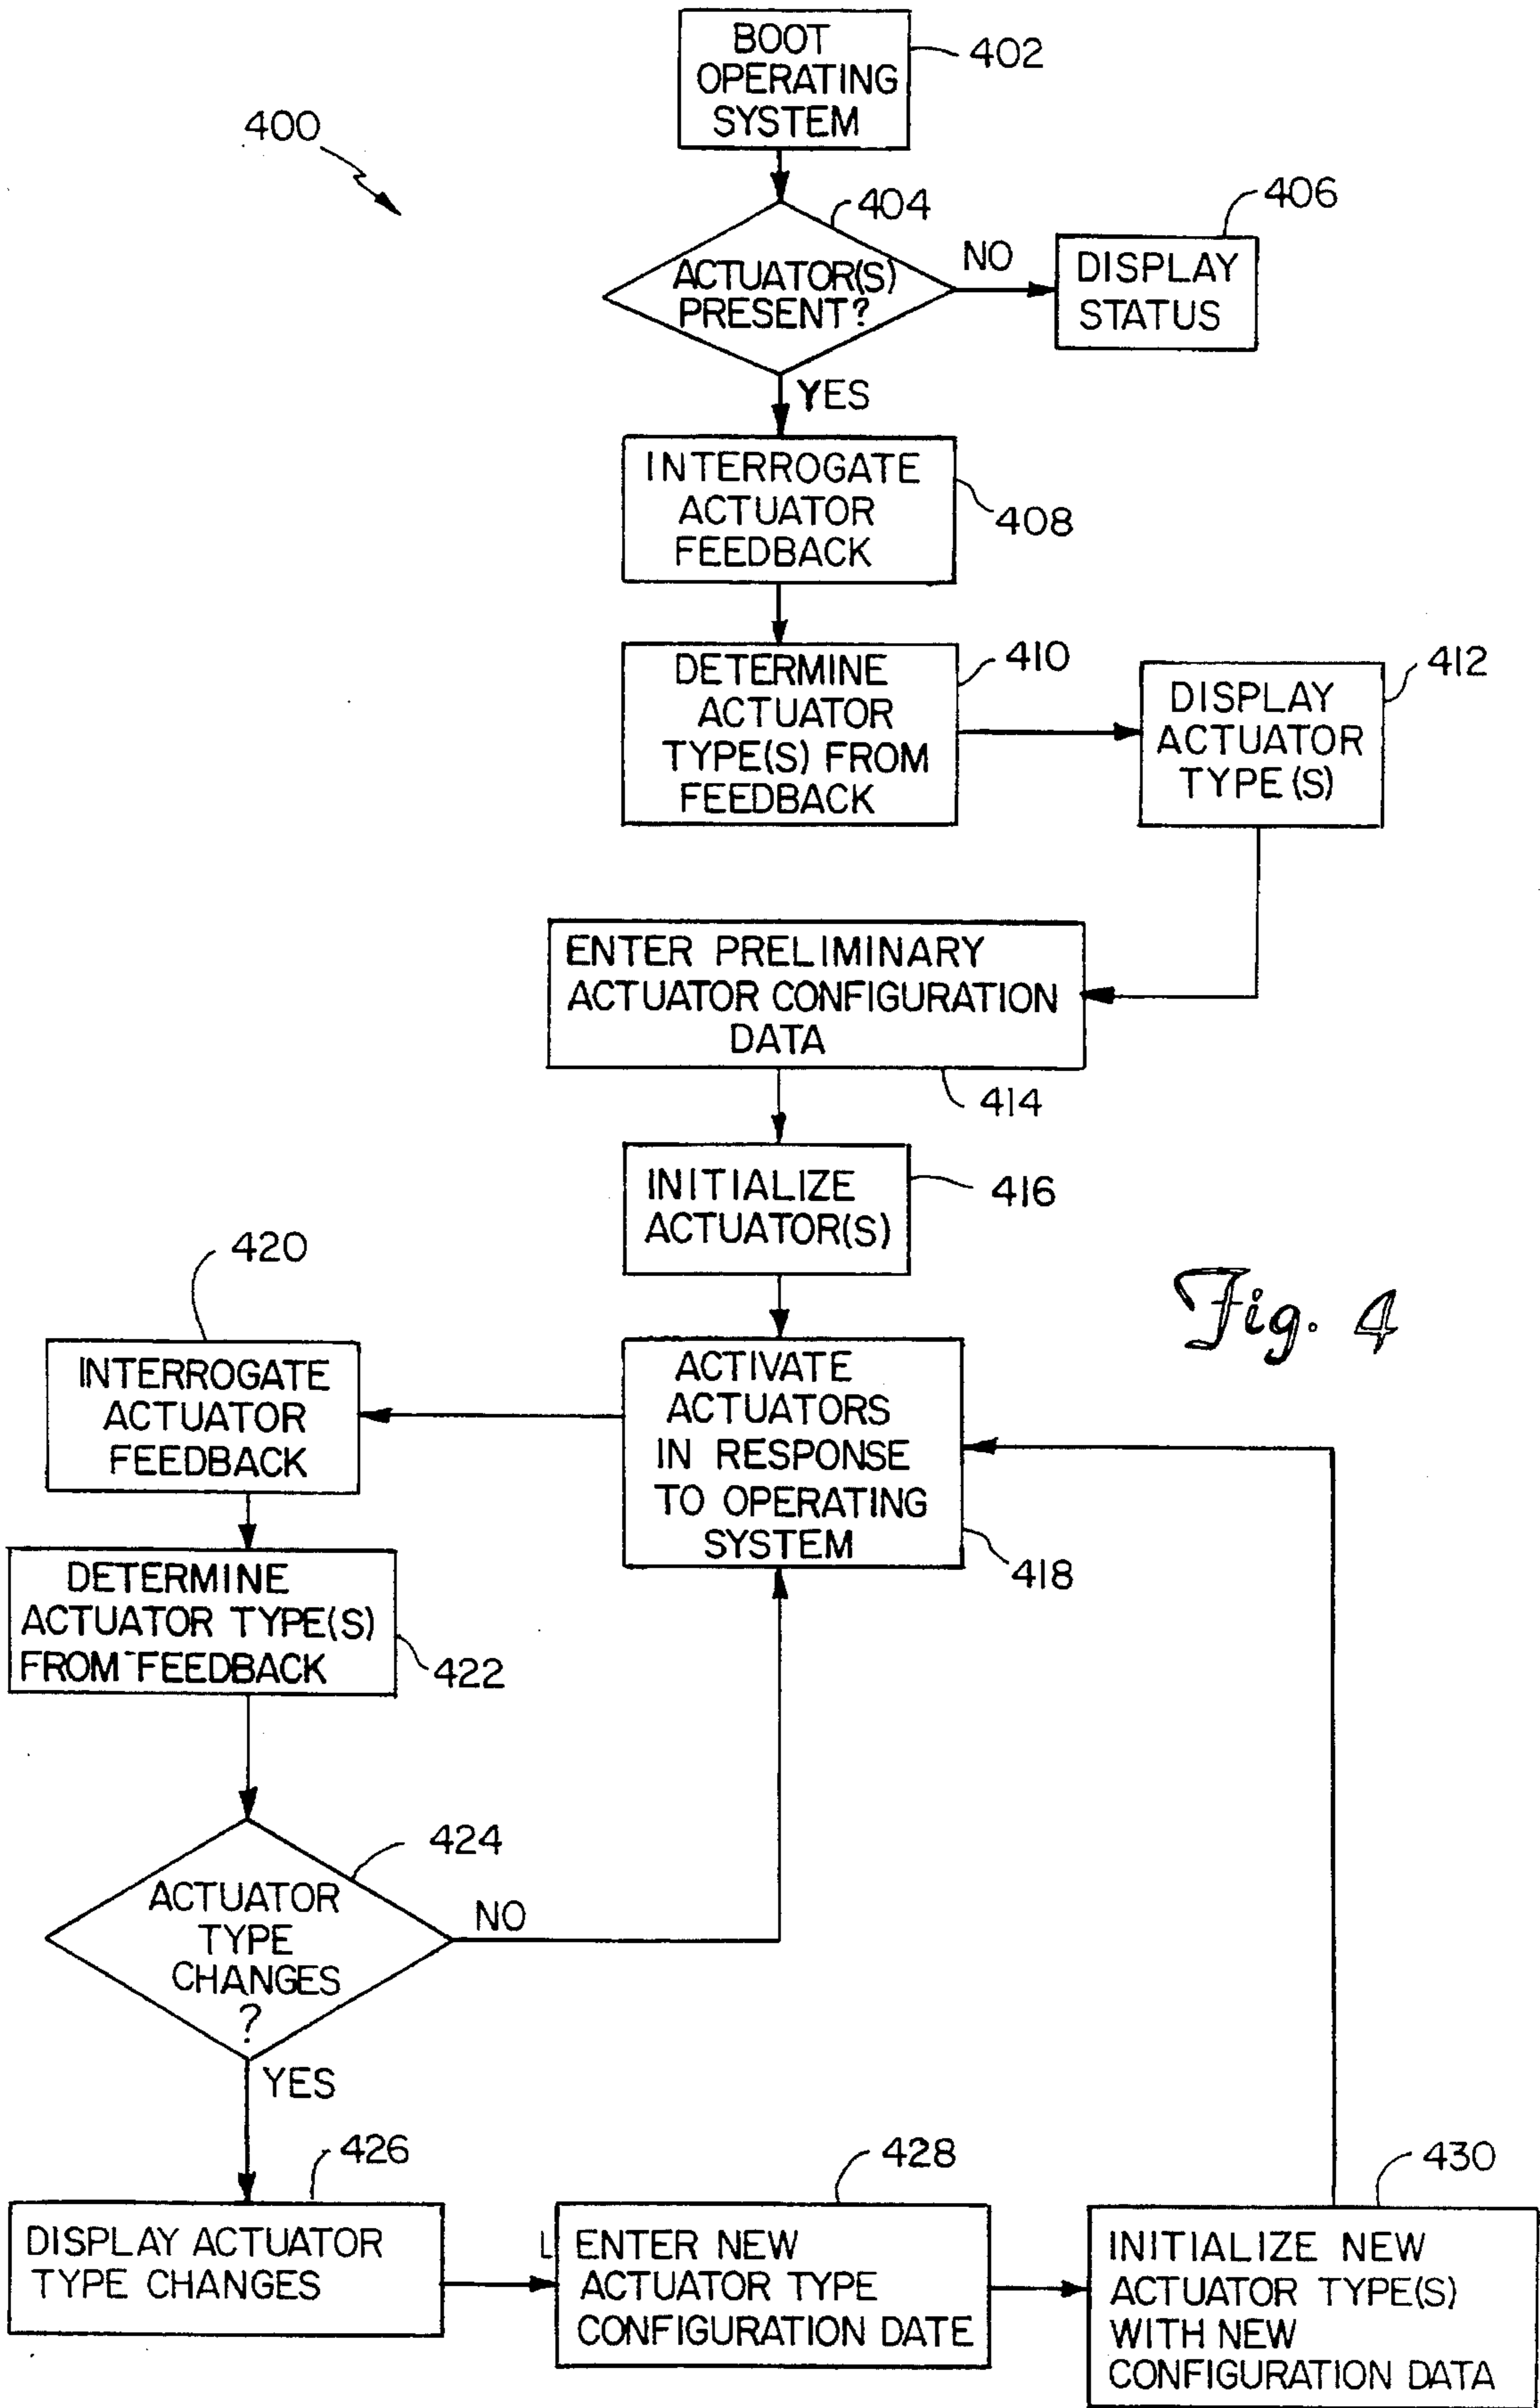 BOOT
OPERATING
SYSTEM
402
400
404
ACTUATOR(S)
PRESENT?
NO
406
DISPLAY
STATUS
YES
INTERROGATE
ACTUATOR
FEEDBACK
408
DETERMINE
ACTUATOR
TYPE(S) FROM
FEEDBACK
410
DISPLAY
ACTUATOR
TYPE(S)
412
ENTER PRELIMINARY
ACTUATOR CONFIGURATION
DATA
414
INITIALIZE
ACTUATOR(S)
416
Fig. 4
ACTIVATE
ACTUATORS
IN RESPONSE
TO OPERATING
SYSTEM
418
420
INTERROGATE
ACTUATOR
FEEDBACK
DETERMINE
ACTUATOR TYPE(S)
FROM FEEDBACK
422
424
ACTUATOR
TYPE
CHANGES
?
NO
YES
426
DISPLAY ACTUATOR
TYPE CHANGES
428
ENTER NEW
ACTUATOR TYPE
CONFIGURATION DATE
430
INITIALIZE NEW
ACTUATOR TYPE(S)
WITH NEW
CONFIGURATION DATA